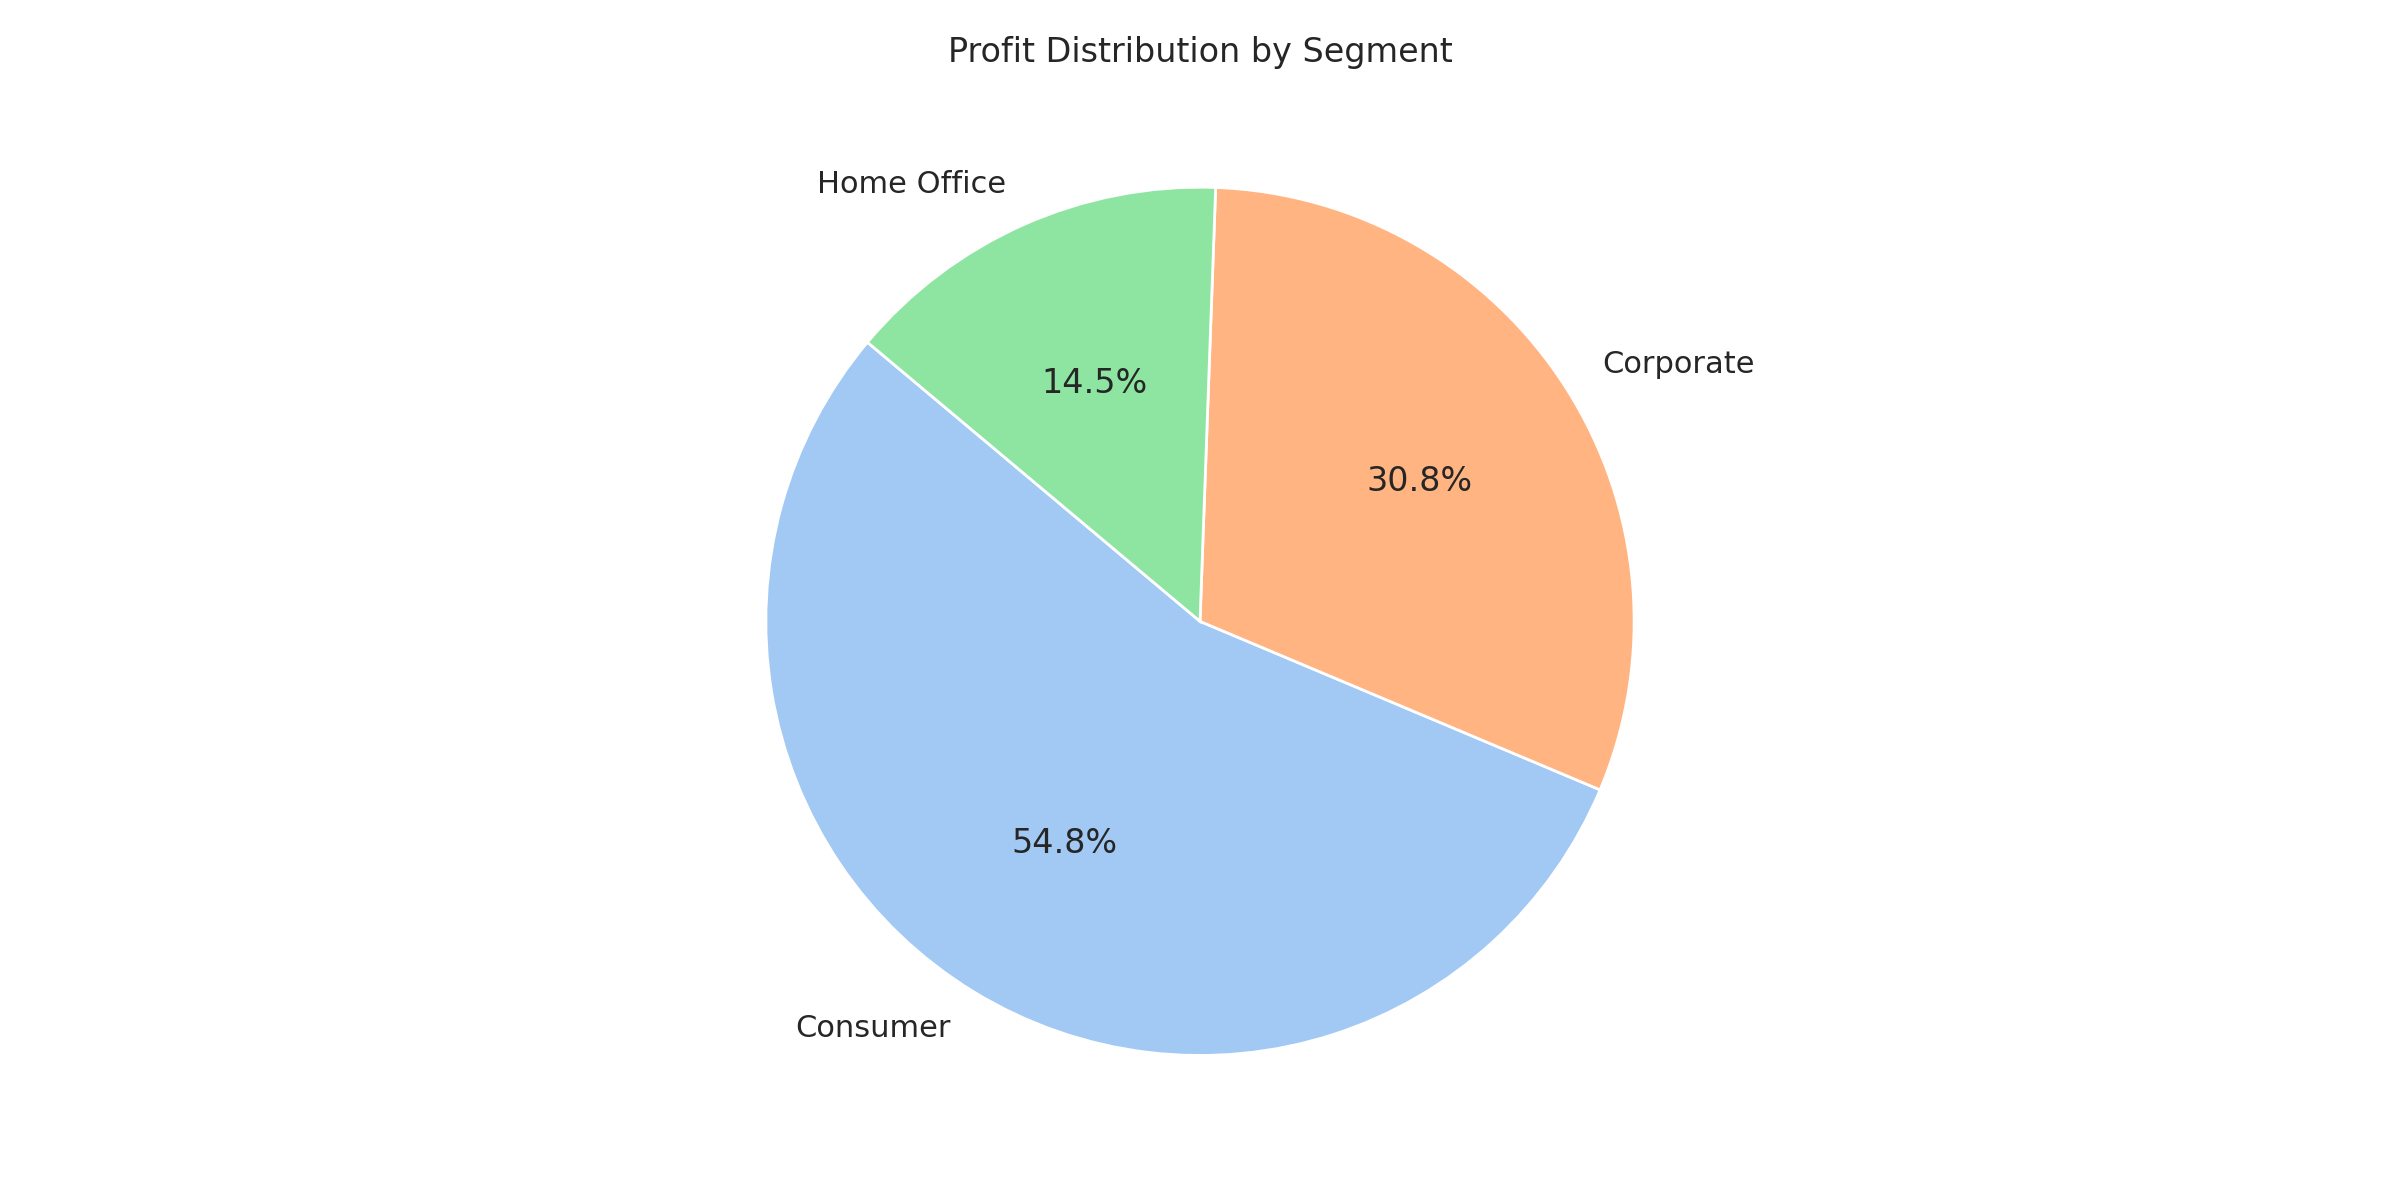 Profit Distribution by Segment
Home Office
Corporate
14.5%
30.8%
54.8%
Consumer